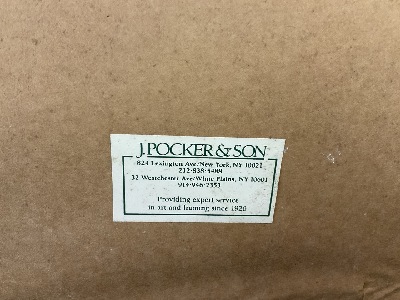 J. POCKER & SON
824 Lexington Ave/New York, NY 10021
212-838-5488
32 Westchester Ave/White Plains, NY 10601
914-946-2353
Providing expert service
in art and framing since 1926